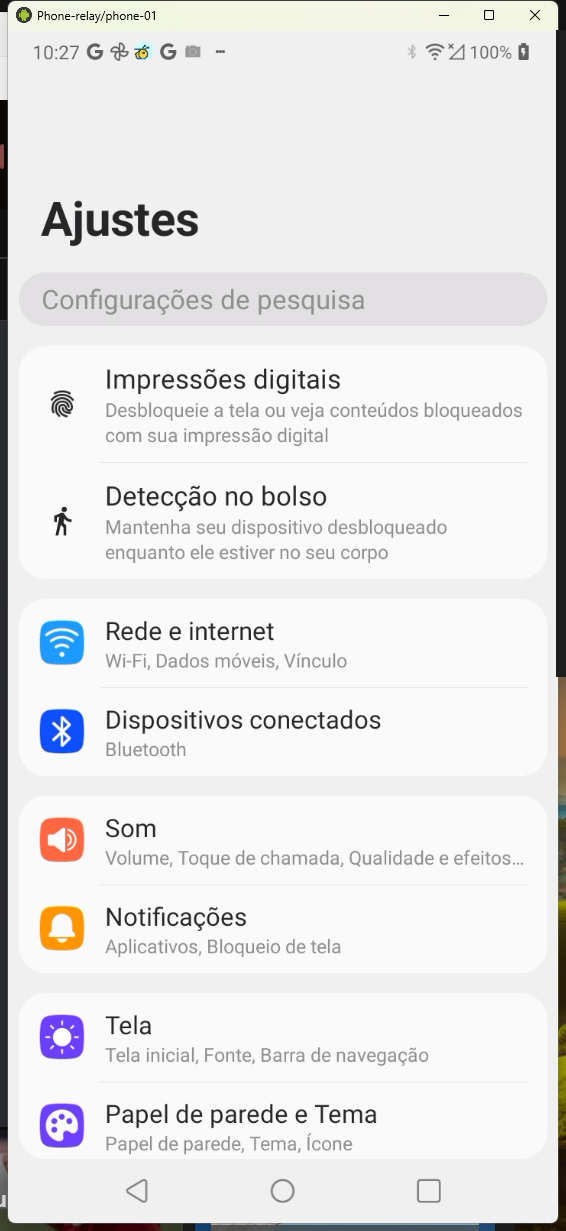 Phone-relay/phone-01
10:27
100%
Ajustes
Configurações de pesquisa
Impressões digitais
Desbloqueie a tela ou veja conteúdos bloqueados
com sua impressão digital
Detecção no bolso
Mantenha seu dispositivo desbloqueado
enquanto ele estiver no seu corpo
Rede e internet
Wi-Fi, Dados móveis, Vínculo
Dispositivos conectados
Bluetooth
Som
Volume, Toque de chamada, Qualidade e efeitos...
Notificações
Aplicativos, Bloqueio de tela
Tela
Tela inicial, Fonte, Barra de navegação
Papel de parede e Tema
Papel de parede, Tema, Ícone